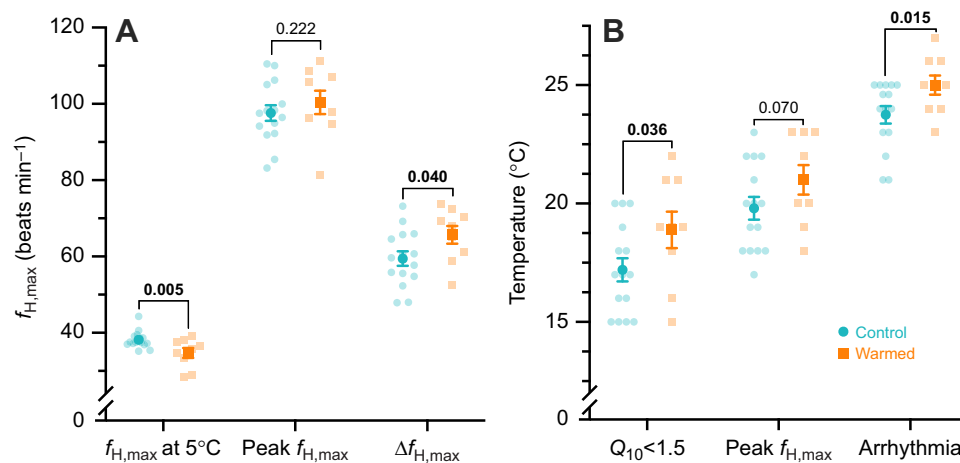 A
120
100
80
60
40
0
fH,max (beats min−1)
0.005
0.222
0.040
fH,max at 5°C
Peak fH,max
ΔfH,max
B
25
20
15
0
Temperature (°C)
0.036
0.070
0.015
Control
Warmed
Q10<1.5
Peak fH,max
Arrhythmia